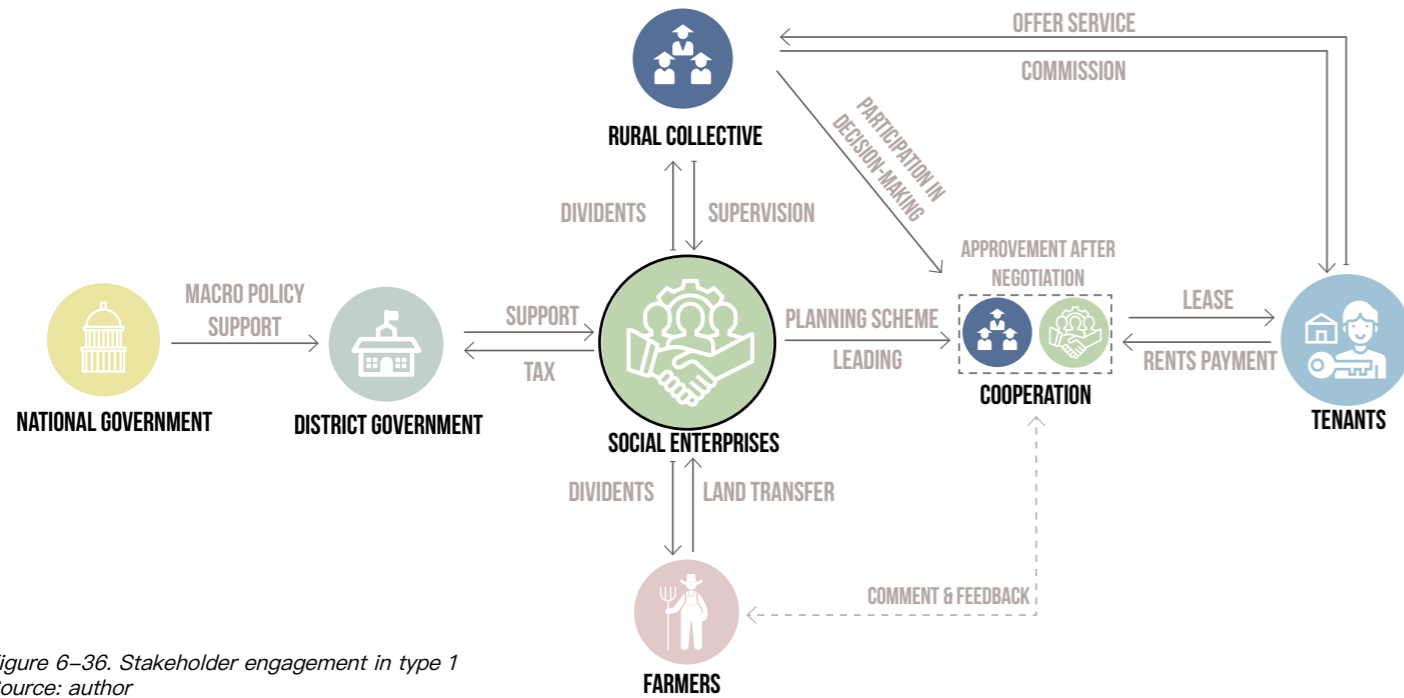 OFFER SERVICE
COMMISSION
RURAL COLLECTIVE
PARTICIPATION IN
DECISION-MAKING
DIVIDENTS
SUPERVISION
APPROVEMENT AFTER
NEGOTIATION
MACRO POLICY
SUPPORT
SUPPORT
TAX
PLANNING SCHEME
LEADING
LEASE
RENTS PAYMENT
NATIONAL GOVERNMENT
DISTRICT GOVERNMENT
SOCIAL ENTERPRISES
COOPERATION
TENANTS
DIVIDENTS
LAND TRANSFER
COMMENT & FEEDBACK
FARMERS
igure 6–36. Stakeholder engagement in type 1
ource: author